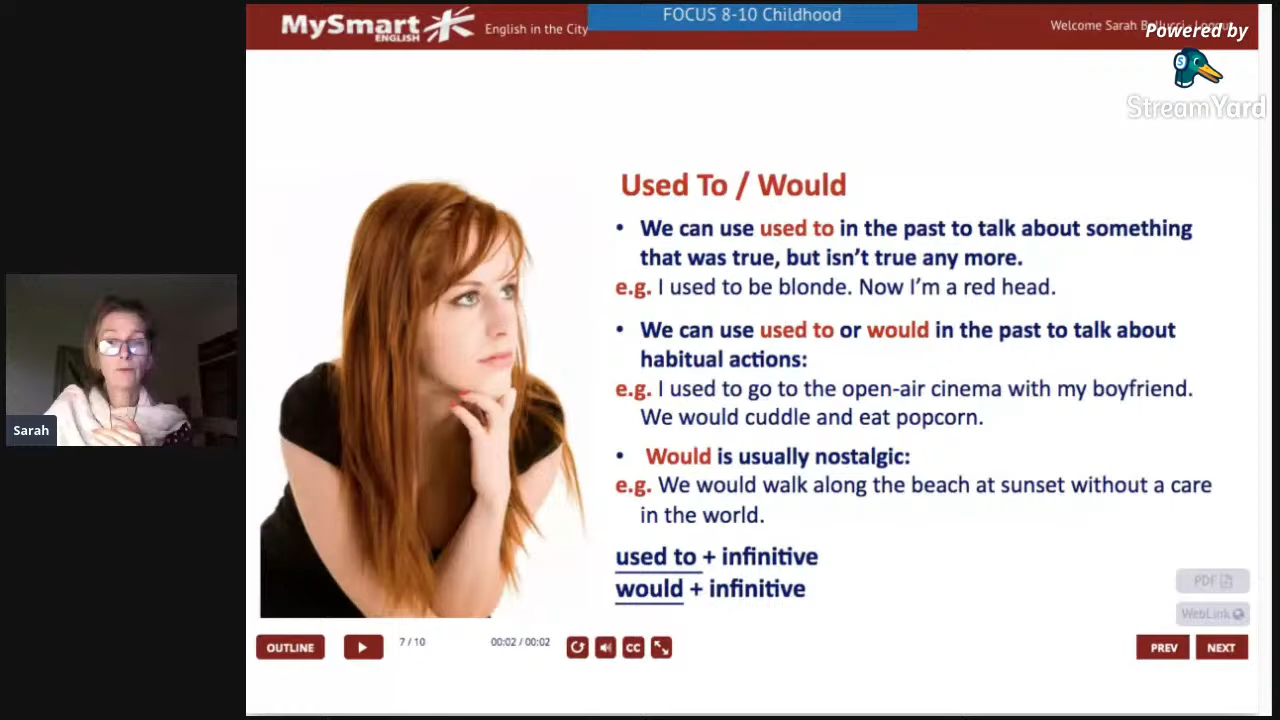 MySmart
ENGLISH
English in the City
FOCUS 8-10 Childhood
Welcome Sarah
Powered by
StreamYard
Used To / Would
• We can use used to in the past to talk about something
that was true, but isn't true any more.
e.g. I used to be blonde. Now I'm a red head.
• We can use used to or would in the past to talk about
habitual actions:
e.g. I used to go to the open-air cinema with my boyfriend.
We would cuddle and eat popcorn.
• Would is usually nostalgic:
e.g. We would walk along the beach at sunset without a care
in the world.
used to + infinitive
would + infinitive
Sarah
PDF
WebLink
OUTLINE
7 / 10
00:02 / 00:02
CC
PREV
NEXT